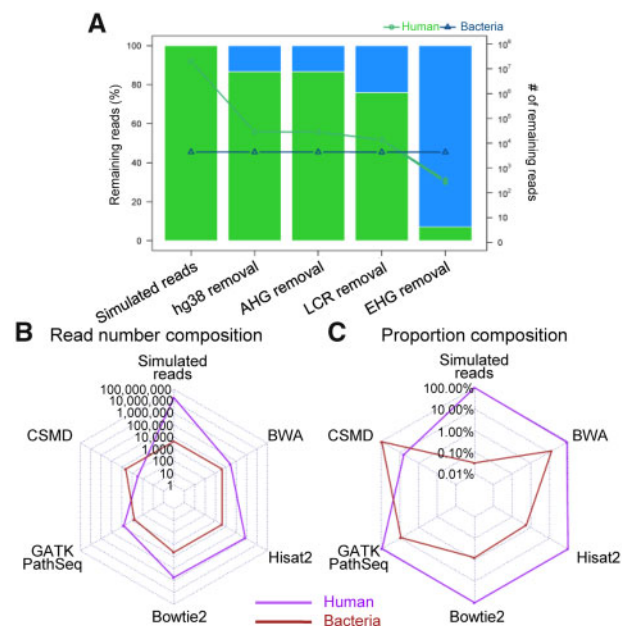 A
Human Bacteria
Remaining reads (%)
100
80
60
40
20
0
10⁸
10⁷
10⁶
10⁵
10⁴
10³
10²
10
0
# of remaining reads
Simulated reads
hg38 removal
AHG removal
LCR removal
EHG removal
B Read number composition
Simulated
reads
100,000,000
10,000,000
1,000,000
100,000
10,000
1,000
100
10
1
CSMD
BWA
GATK
PathSeq
Hisat2
Bowtie2
C Proportion composition
Simulated
reads
100.00%
10.00%
1.00%
0.10%
0.01%
CSMD
BWA
GATK
PathSeq
Hisat2
Bowtie2
Human
Bacteria